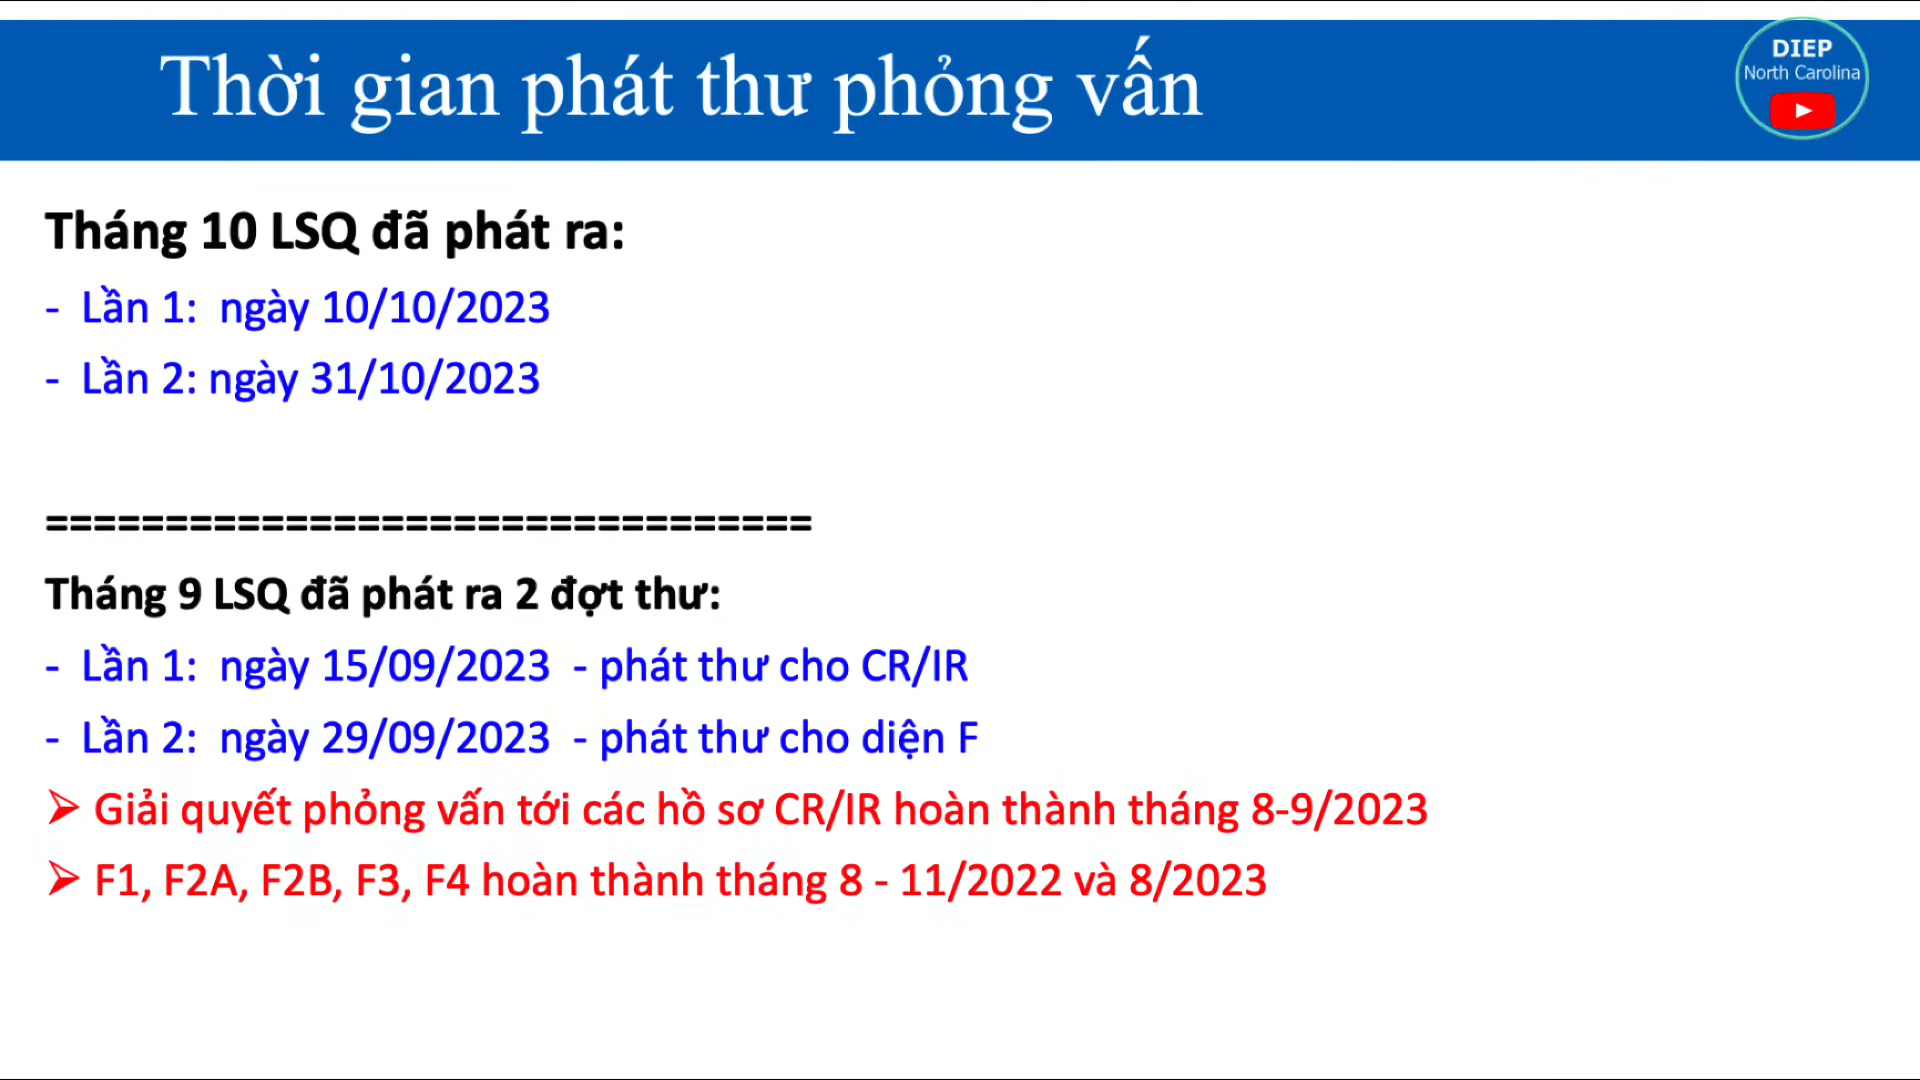 Thời gian phát thư phỏng vấn
DIEP
North Carolina
Tháng 10 LSQ đã phát ra:
- Lần 1: ngày 10/10/2023
- Lần 2: ngày 31/10/2023
================================
Tháng 9 LSQ đã phát ra 2 đợt thư:
- Lần 1: ngày 15/09/2023 - phát thư cho CR/IR
- Lần 2: ngày 29/09/2023 - phát thư cho diện F
➢ Giải quyết phỏng vấn tới các hồ sơ CR/IR hoàn thành tháng 8-9/2023
➢ F1, F2A, F2B, F3, F4 hoàn thành tháng 8 - 11/2022 và 8/2023